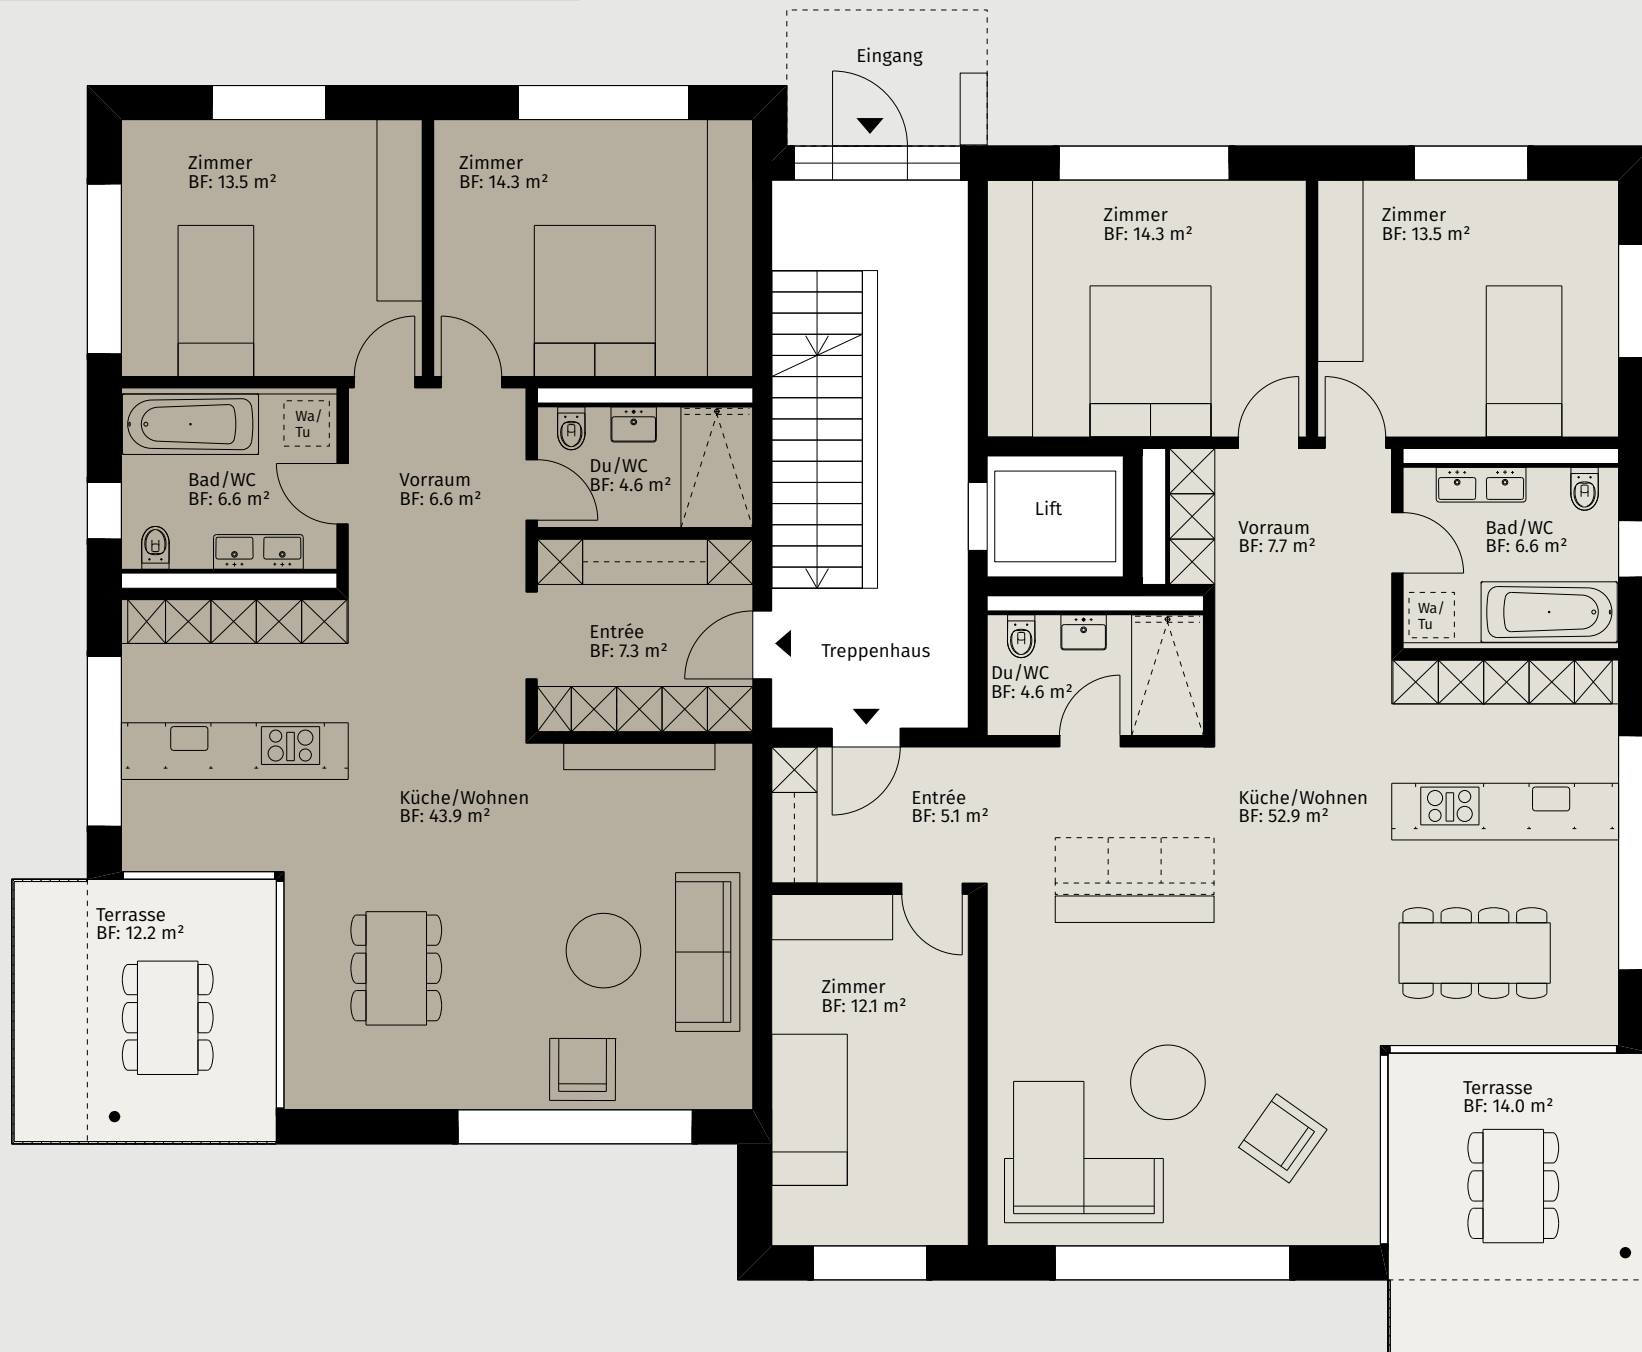 Eingang
Zimmer
BF: 13.5 m²
Zimmer
BF: 14.3 m²
Zimmer
BF: 14.3 m²
Zimmer
BF: 13.5 m²
Wa/
Tu
Bad/WC
BF: 6.6 m²
Vorraum
BF: 6.6 m²
Du/WC
BF: 4.6 m²
Lift
Vorraum
BF: 7.7 m²
Bad/WC
BF: 6.6 m²
Wa/
Tu
Entrée
BF: 7.3 m²
Treppenhaus
Du/WC
BF: 4.6 m²
Küche/Wohnen
BF: 43.9 m²
Entrée
BF: 5.1 m²
Küche/Wohnen
BF: 52.9 m²
Terrasse
BF: 12.2 m²
Zimmer
BF: 12.1 m²
Terrasse
BF: 14.0 m²